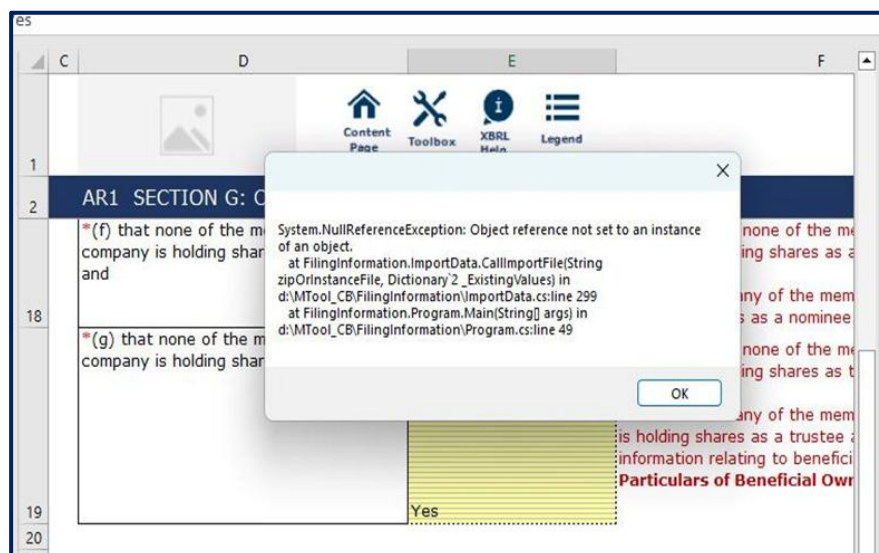 es
C D E F
Content
Page
Toolbox
XBRL
Help
Legend
1
2 AR1 SECTION G: C
System.NullReferenceException: Object reference not set to an instance
of an object.
at FilingInformation.ImportData.CallImportFile(String
zipOrInstanceFile, Dictionary`2 _ExistingValues) in
d:\MTool_CB\FilingInformation\ImportData.cs:line 299
at FilingInformation.Program.Main(String[] args) in
d:\MTool_CB\FilingInformation\Program.cs:line 49
OK
*(f) that none of the m
company is holding shar
and
none of the me
ing shares as a
any of the mem
s as a nominee
18
*(g) that none of the m
company is holding shar
none of the me
ing shares as t
any of the mem
is holding shares as a trustee a
information relating to benefici
Particulars of Beneficial Own
Yes
19
20